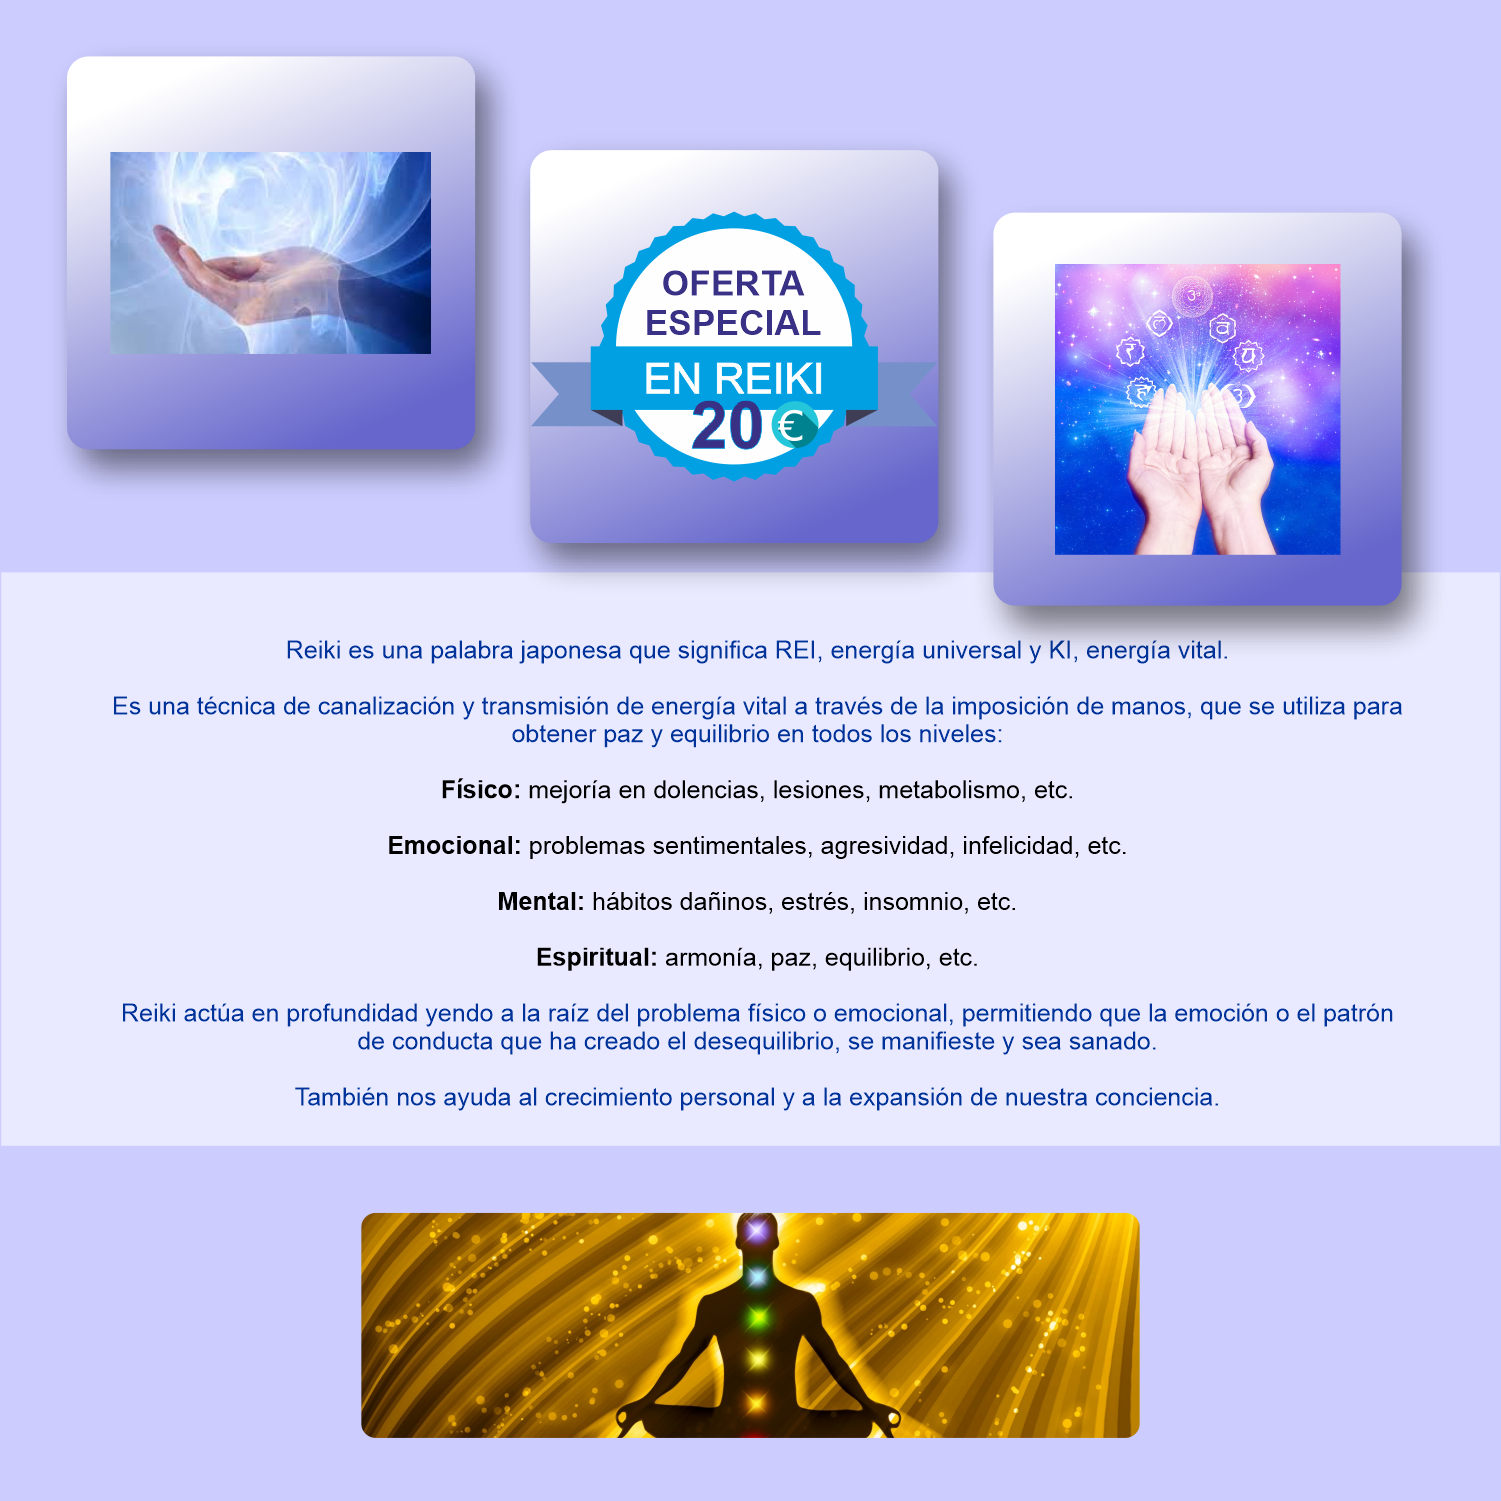 OFERTA
ESPECIAL
EN REIKI
20 €
Reiki es una palabra japonesa que significa REI, energía universal y KI, energía vital.
Es una técnica de canalización y transmisión de energía vital a través de la imposición de manos, que se utiliza para
obtener paz y equilibrio en todos los niveles:
Físico: mejoría en dolencias, lesiones, metabolismo, etc.
Emocional: problemas sentimentales, agresividad, infelicidad, etc.
Mental: hábitos dañinos, estrés, insomnio, etc.
Espiritual: armonía, paz, equilibrio, etc.
Reiki actúa en profundidad yendo a la raíz del problema físico o emocional, permitiendo que la emoción o el patrón
de conducta que ha creado el desequilibrio, se manifieste y sea sanado.
También nos ayuda al crecimiento personal y a la expansión de nuestra conciencia.